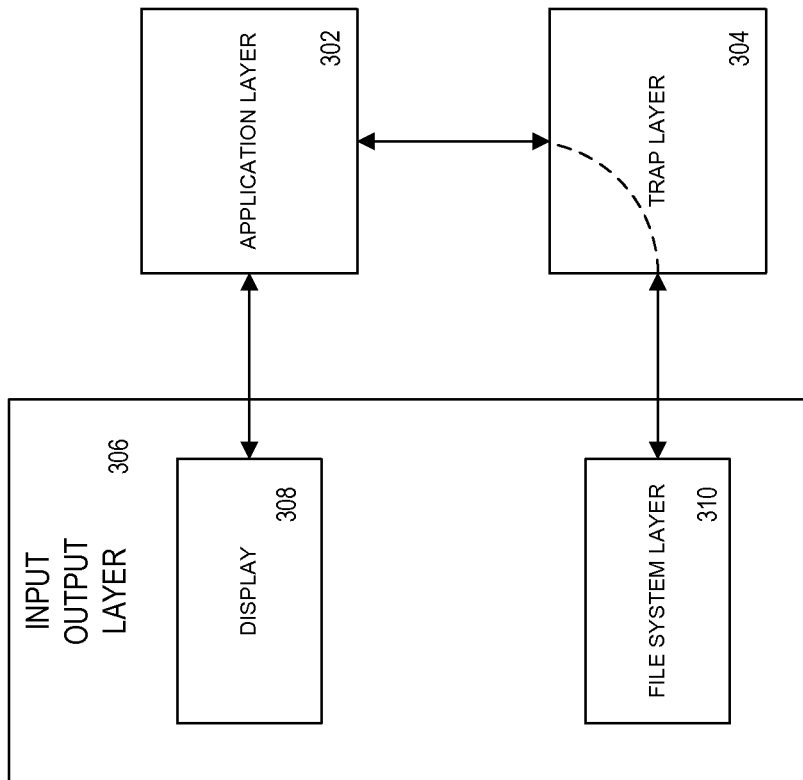 INPUT
OUTPUT
LAYER
306
DISPLAY
308
FILE SYSTEM LAYER
310
APPLICATION LAYER
302
TRAP LAYER
304